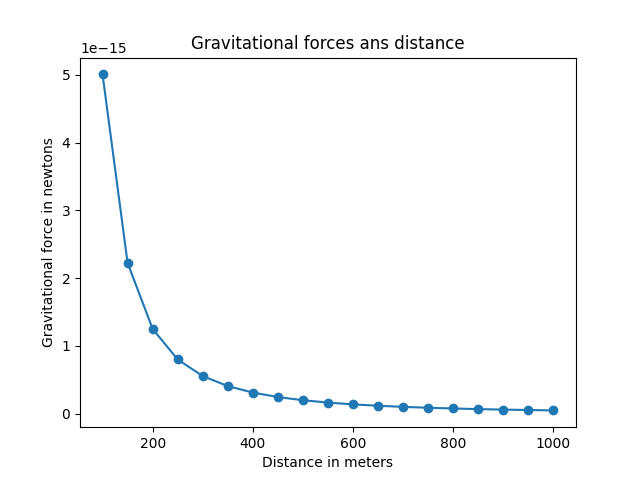 Gravitational forces ans distance
1e−15
5
4
3
2
1
0
Gravitational force in newtons
200 400 600 800 1000
Distance in meters